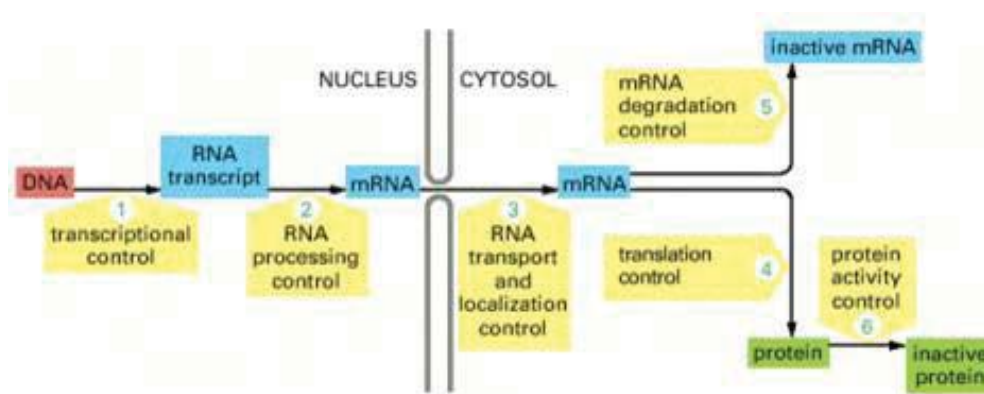 NUCLEUS
CYTOSOL
DNA
RNA
transcript
mRNA
mRNA
inactive mRNA
1
transcriptional
control
2
RNA
processing
control
3
RNA
transport
and
localization
control
mRNA
degradation
control
5
translation
control
4
protein
activity
control
6
protein
inactive
protein